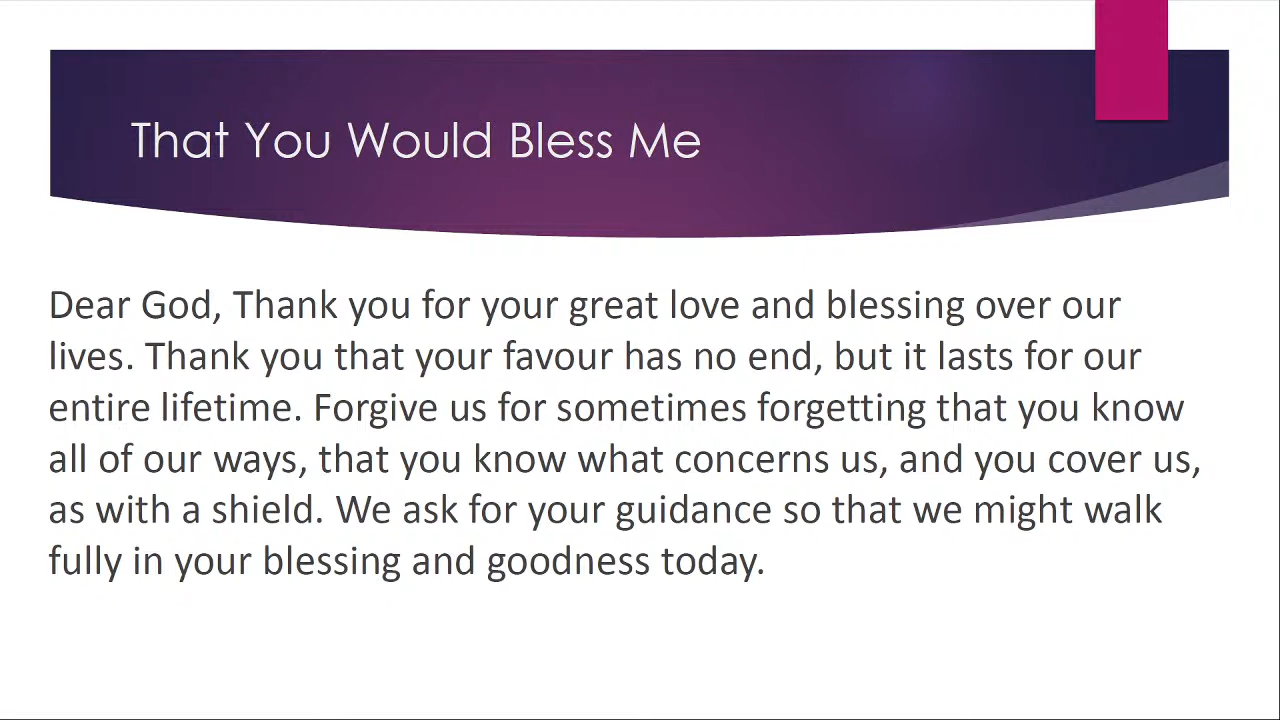 That You Would Bless Me
Dear God, Thank you for your great love and blessing over our
lives. Thank you that your favour has no end, but it lasts for our
entire lifetime. Forgive us for sometimes forgetting that you know
all of our ways, that you know what concerns us, and you cover us,
as with a shield. We ask for your guidance so that we might walk
fully in your blessing and goodness today.